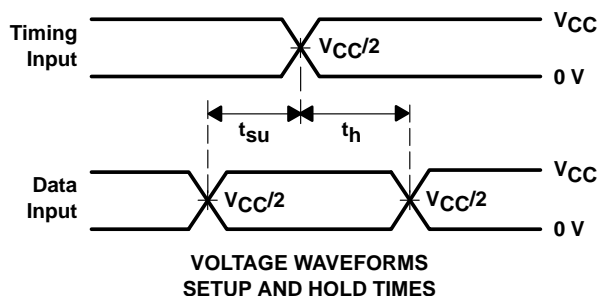 Timing
Input
VCC
VCC/2
0 V
tsu
th
Data
Input
VCC
VCC/2
VCC/2
0 V
VOLTAGE WAVEFORMS
SETUP AND HOLD TIMES